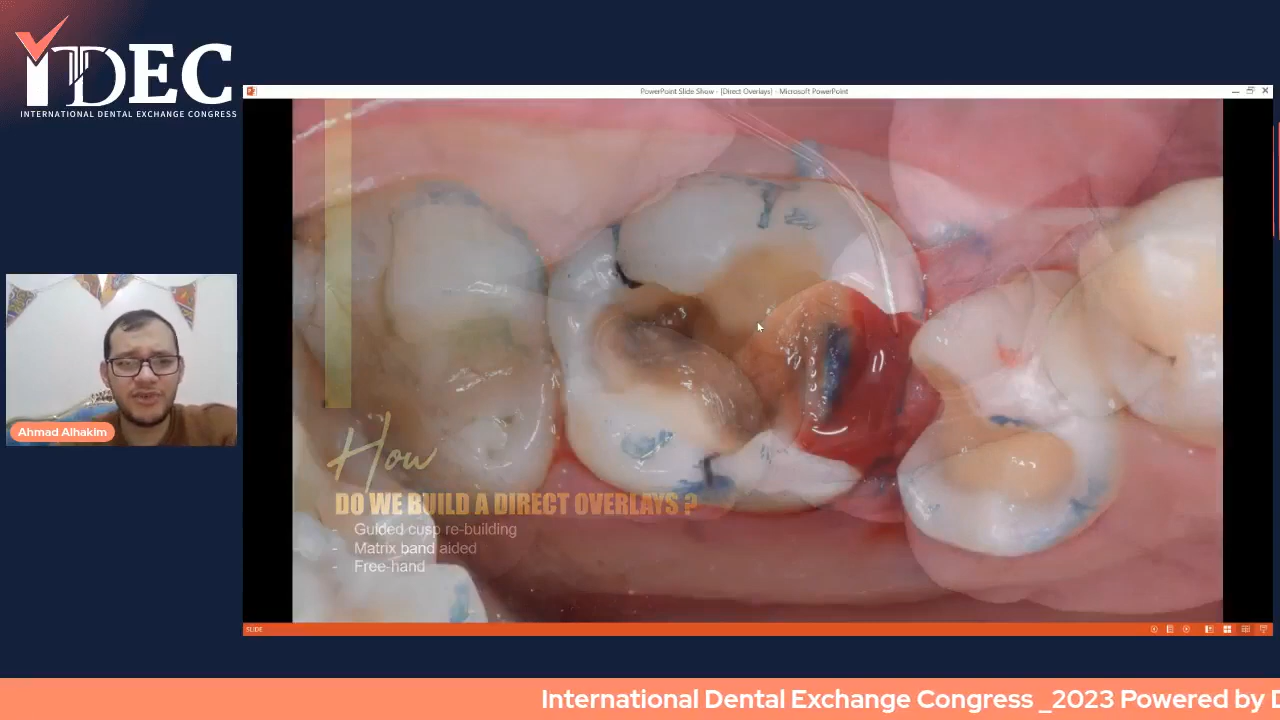 IDEC
INTERNATIONAL DENTAL EXCHANGE CONGRESS
PowerPoint Slide Show - [Direct Overlays] - Microsoft PowerPoint
Ahmad Alhakim
How
DO WE BUILD A DIRECT OVERLAYS ?
- Guided cusp re-building
- Matrix band aided
- Free-hand
SLIDE
International Dental Exchange Congress _2023 Powered by D